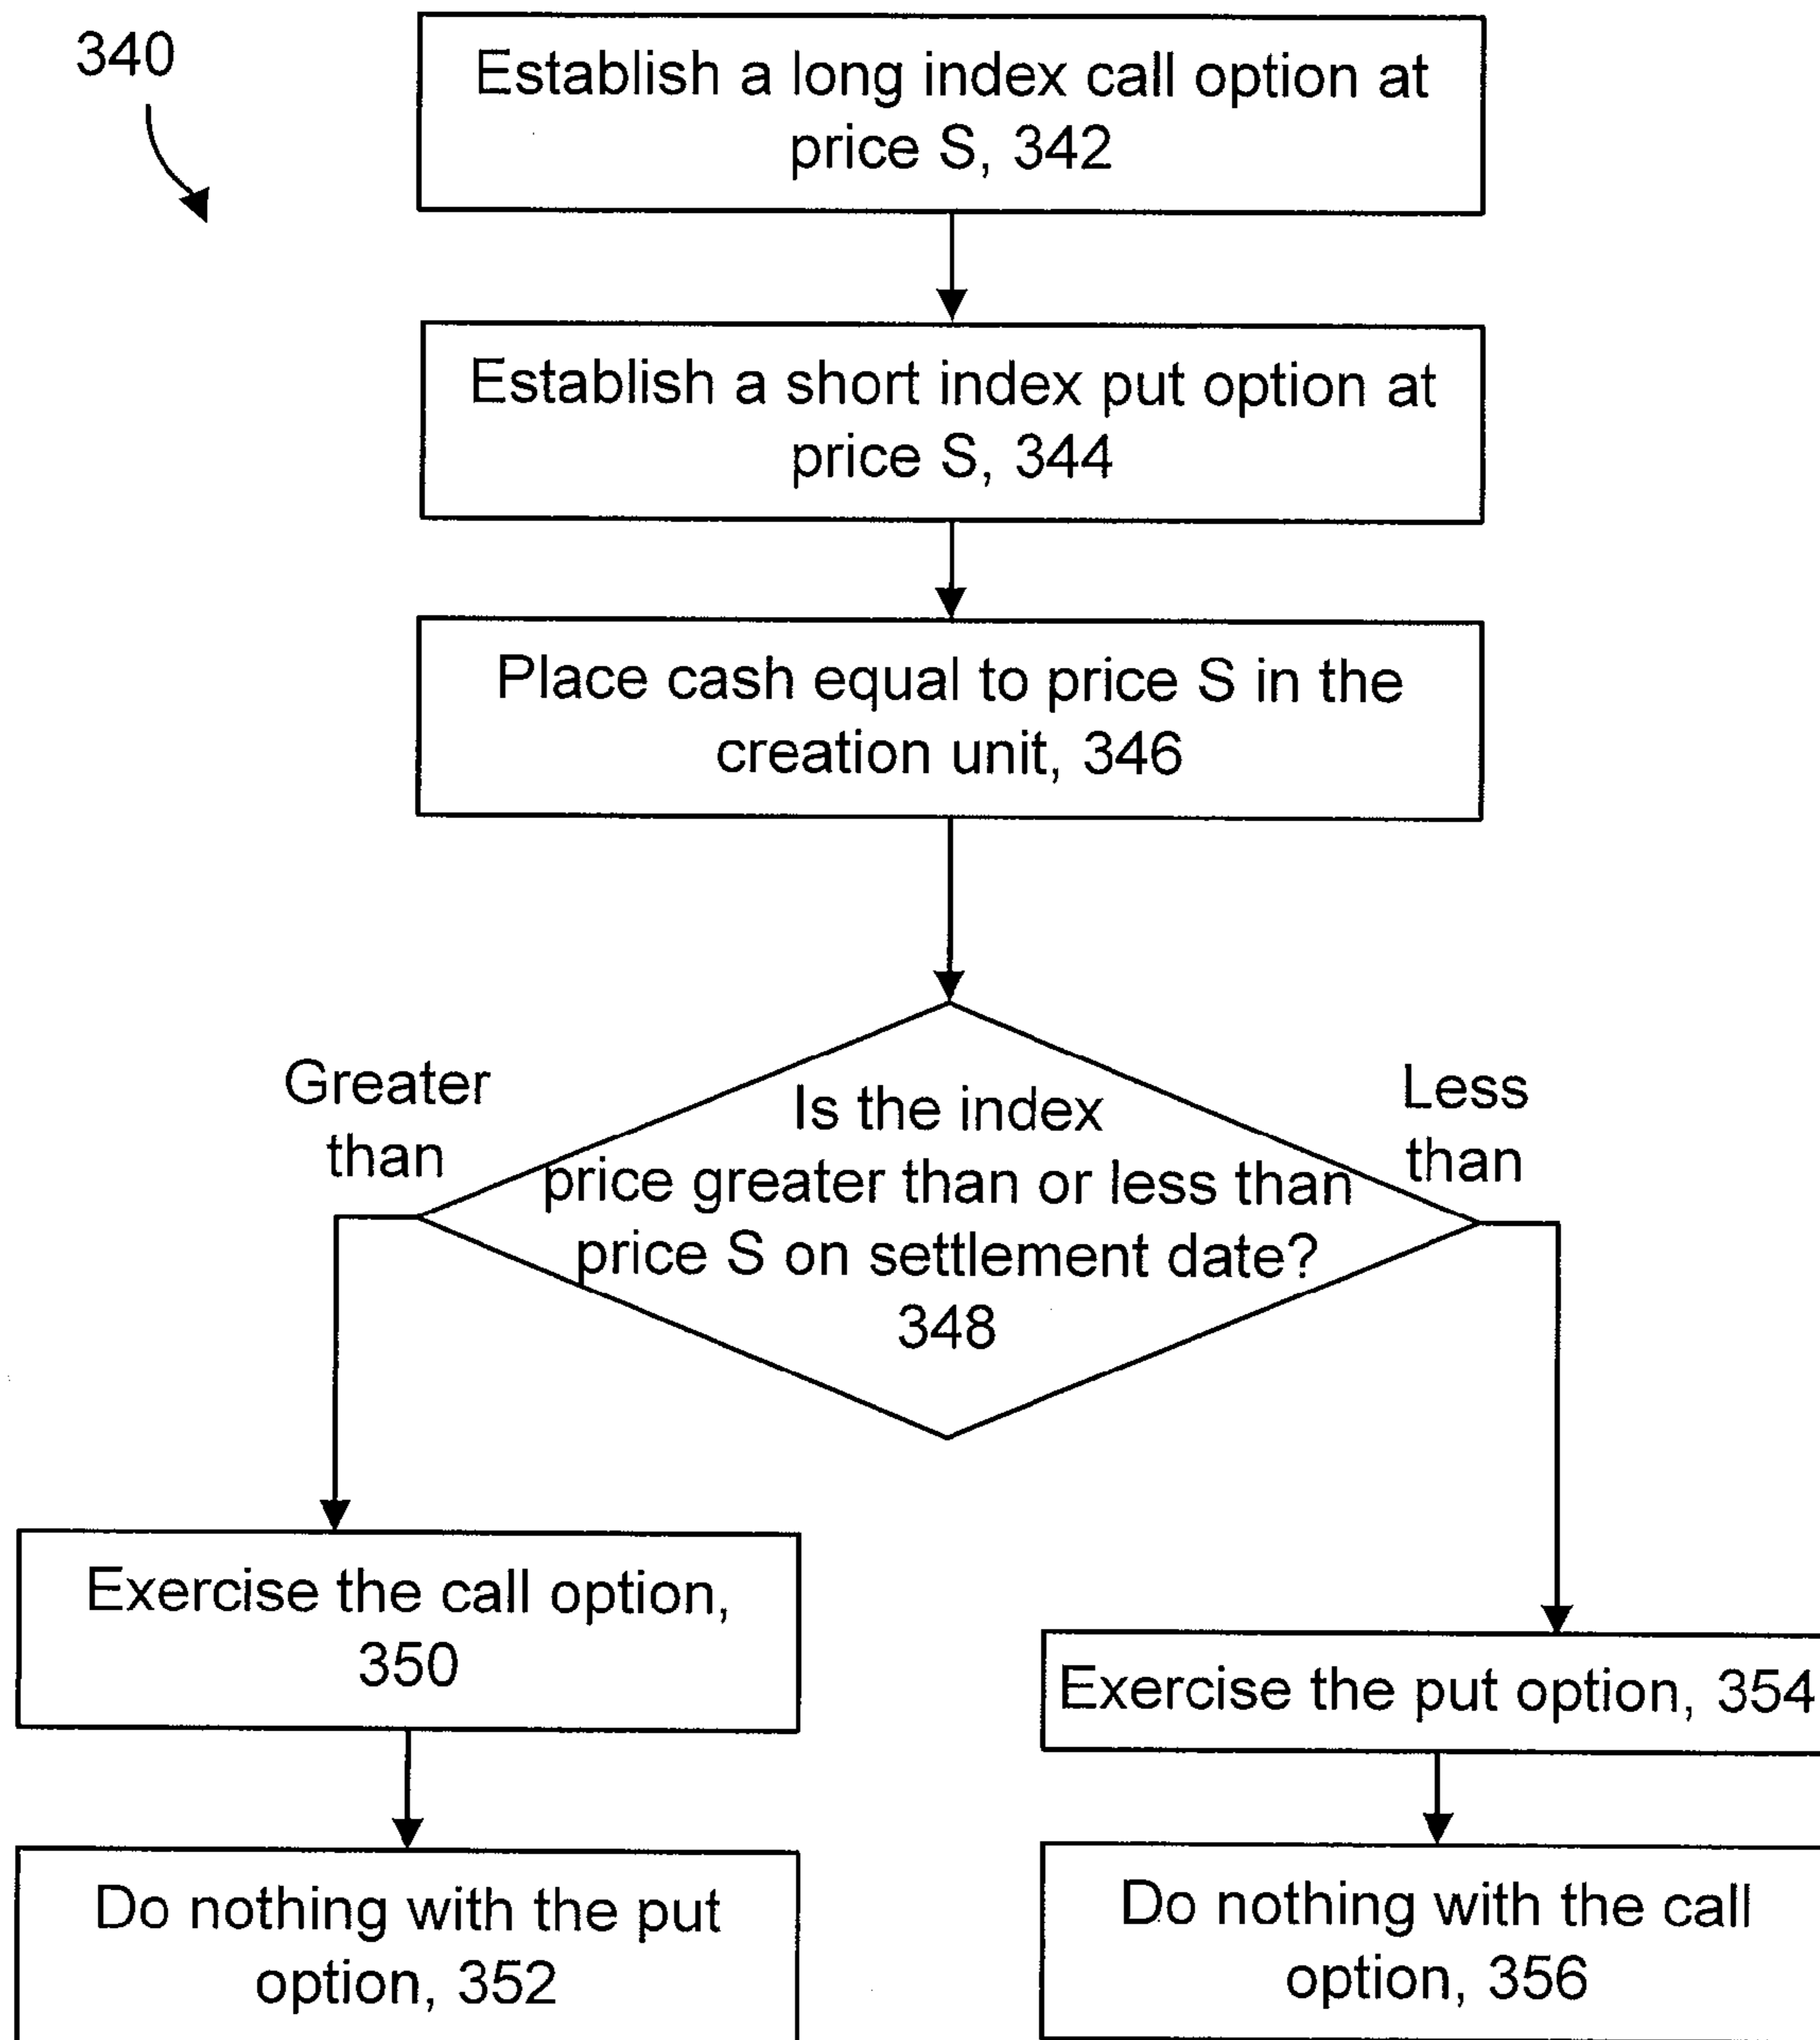 340
Establish a long index call option at
price S, 342
Establish a short index put option at
price S, 344
Place cash equal to price S in the
creation unit, 346
Greater
than
Less
than
Is the index
price greater than or less than
price S on settlement date?
348
Exercise the call option,
350
Exercise the put option, 354
Do nothing with the put
option, 352
Do nothing with the call
option, 356